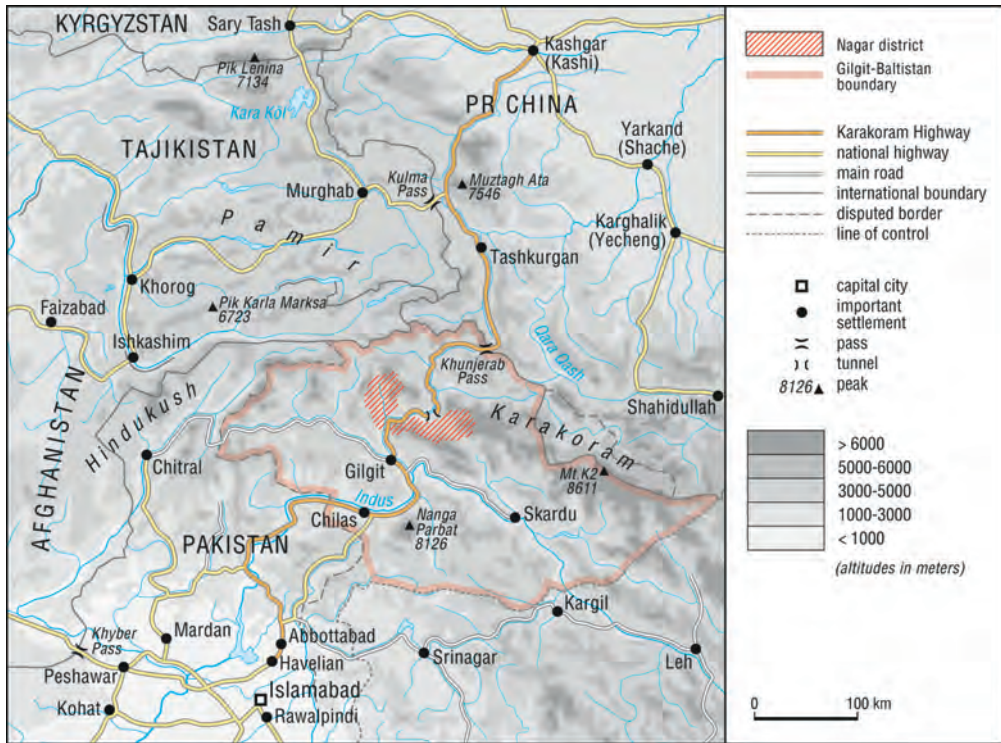 KYRGYZSTAN
Sary Tash
Pik Lenina
7134
Kashgar
(Kashi)
Kara Köl
PR CHINA
TAJIKISTAN
Yarkand
(Shache)
Murghab
Kulma
Pass
Muztagh Ata
7546
Pamir
Karghalik
(Yecheng)
Tashkurgan
Khorog
Faizabad
Pik Karla Marksa
6723
Ishkashim
Qara Qash
Khunjerab
Pass
Shahidullah
AFGHANISTAN
Hindukush
Karakoram
Chitral
Gilgit
Mt. K2
8611
Indus
Chilas
Nanga
Parbat
8126
Skardu
PAKISTAN
Kargil
Khyber
Pass
Mardan
Abbottabad
Srinagar
Leh
Peshawar
Havelian
Islamabad
Kohat
Rawalpindi
Nagar district
Gilgit-Baltistan
boundary
Karakoram Highway
national highway
main road
international boundary
disputed border
line of control
capital city
important
settlement
pass
tunnel
8126 peak
> 6000
5000-6000
3000-5000
1000-3000
< 1000
(altitudes in meters)
0 100 km